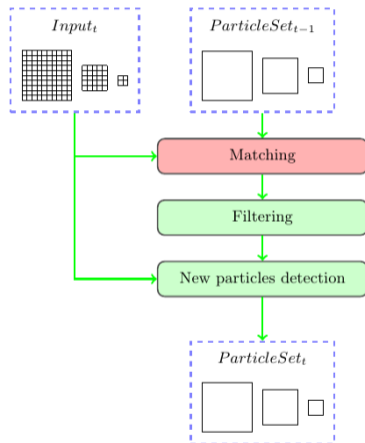 Input_t
ParticleSet_{t-1}
Matching
Filtering
New particles detection
ParticleSet_t